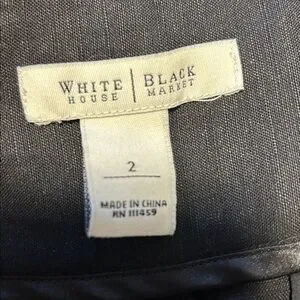 WHITE | BLACK
HOUSE | MARKET
2
MADE IN CHINA
RN 111459